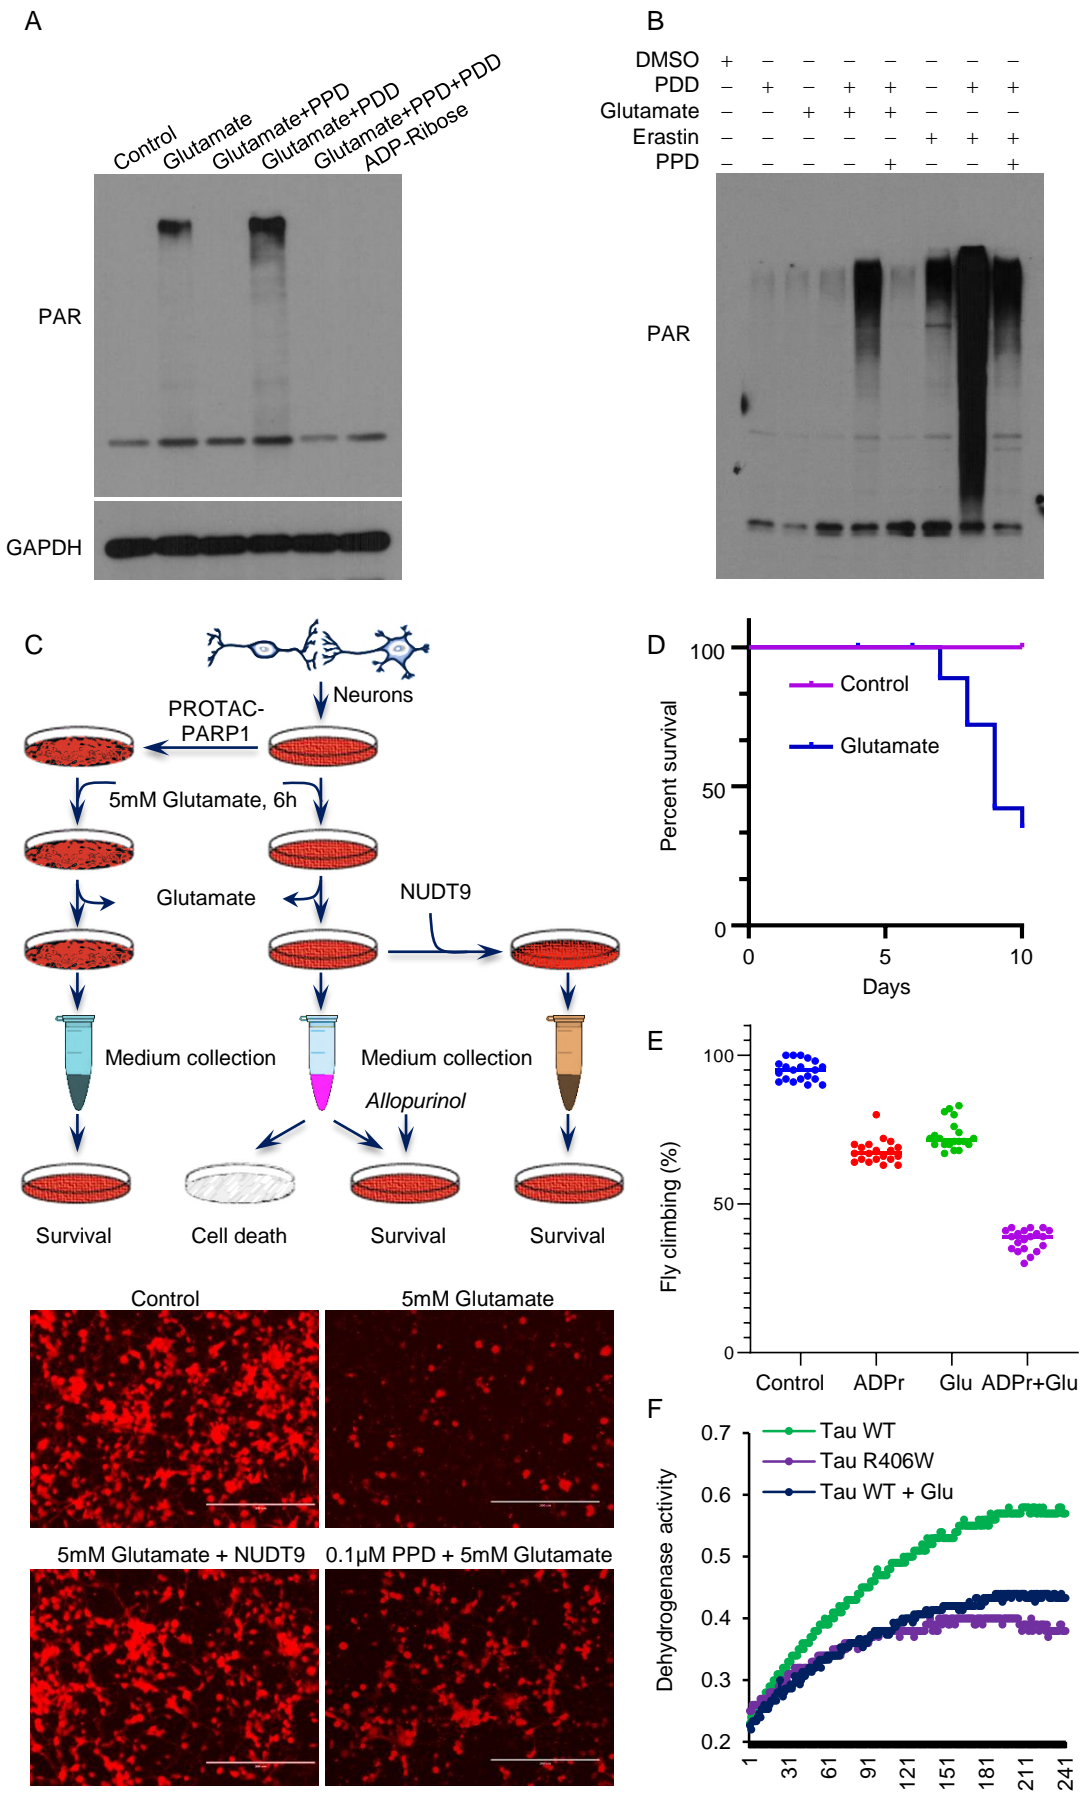 A
Control
Glutamate
Glutamate+PPD
Glutamate+PDD
Glutamate+PPD+PDD
ADP-Ribose
PAR
GAPDH
B
DMSO + – – – – – – –
PDD – + – + + – + +
Glutamate – – + + + – – –
Erastin – – – – – + + +
PPD – – – – + – – +
PAR
C
Neurons
PROTAC-
PARP1
5mM Glutamate, 6h
Glutamate
NUDT9
Medium collection
Medium collection
Allopurinol
Survival
Cell death
Survival
Survival
Control
5mM Glutamate
5mM Glutamate + NUDT9
0.1μM PPD + 5mM Glutamate
D
Percent survival
100
50
0
Control
Glutamate
0 5 10
Days
E
Fly climbing (%)
100
50
0
Control ADPr Glu ADPr+Glu
F
Dehydrogenase activity
0.7
0.6
0.5
0.4
0.3
0.2
Tau WT
Tau R406W
Tau WT + Glu
1 31 61 91 121 151 181 211 241